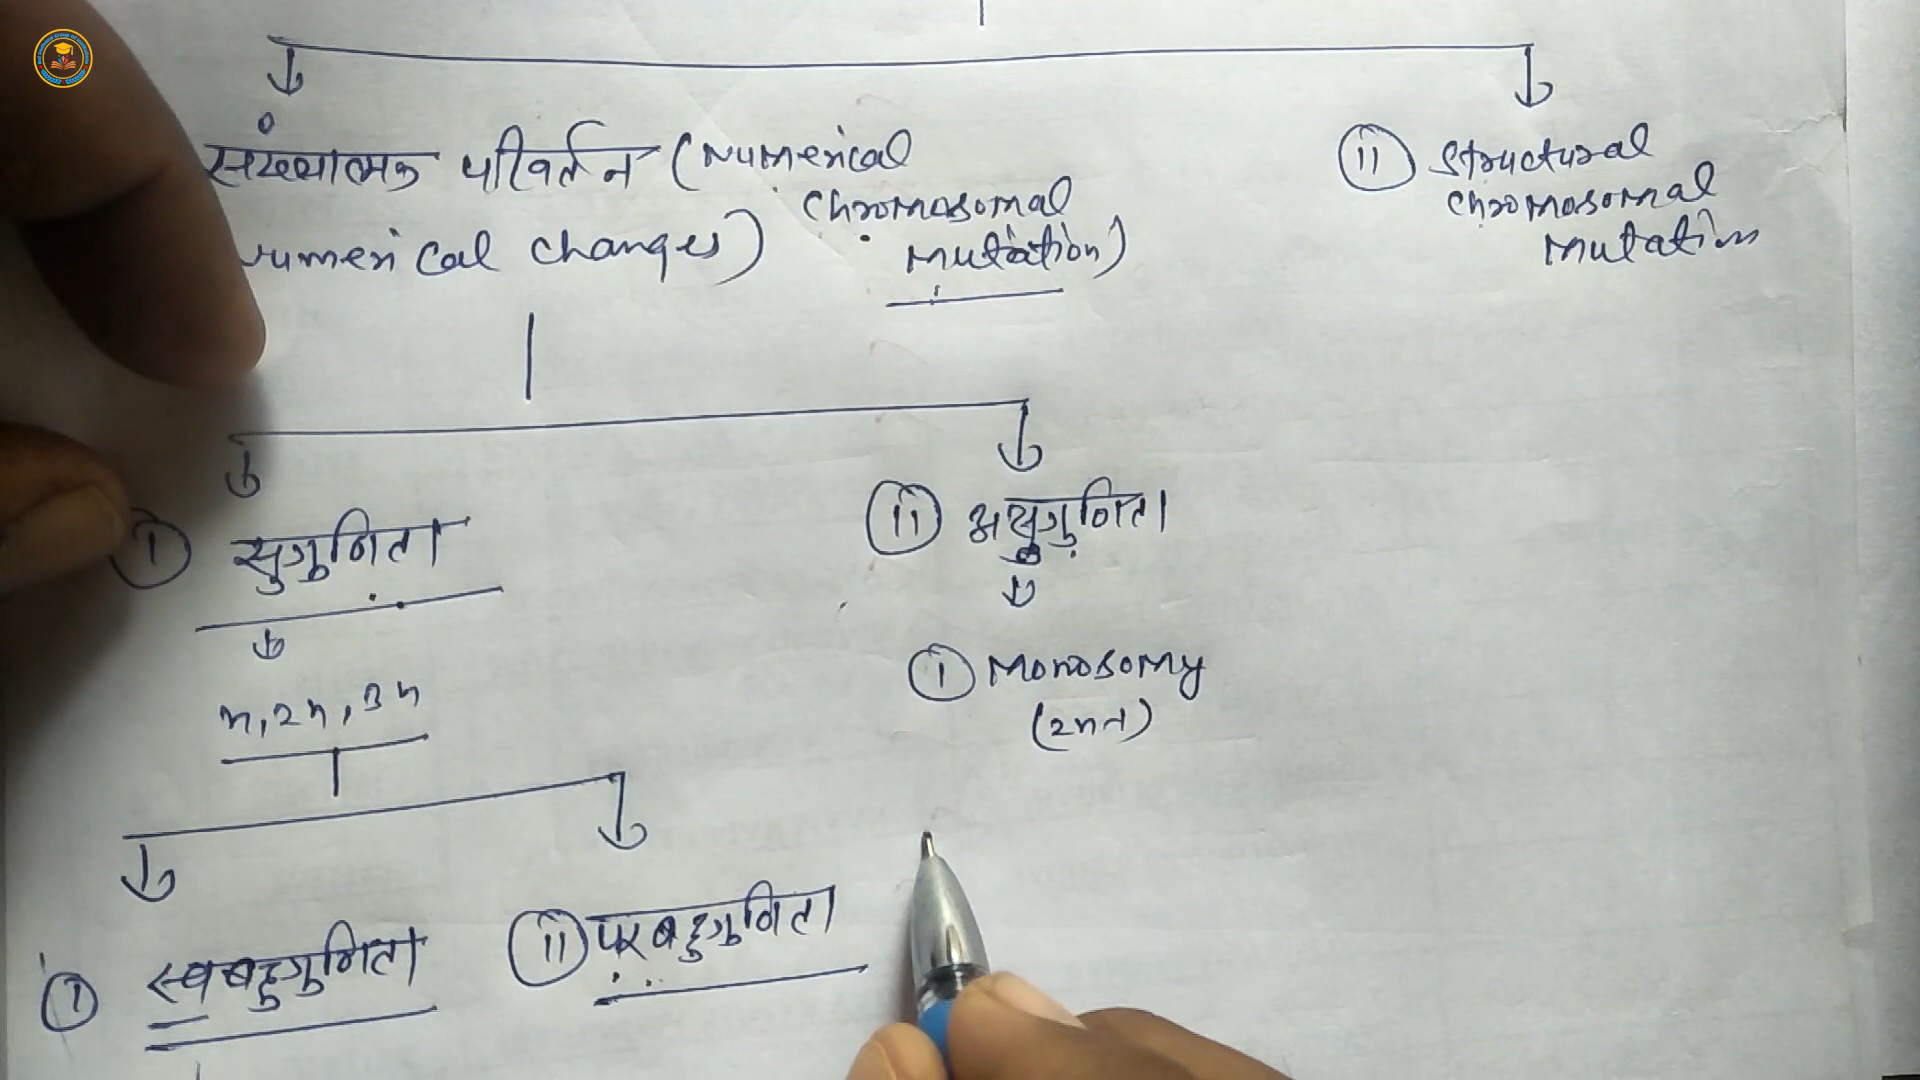 संख्यात्मक परिवर्तन (Numerical
chromosomal
mutation)
numerical changes)
(ii) Structural
chromosomal
mutation
(i) सुगुणिता
(ii) असुगुणिता
n, 2n, 3n
(i) Monosomy
(2n-1)
(i) स्वबहुगुणिता
(ii) परबहुगुणिता